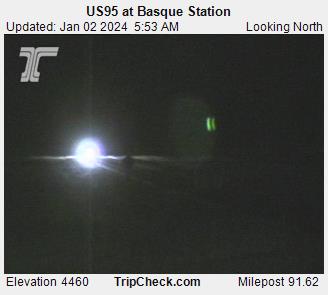 US95 at Basque Station
Updated: Jan 02 2024 5:53 AM Looking North
Elevation 4460 TripCheck.com Milepost 91.62